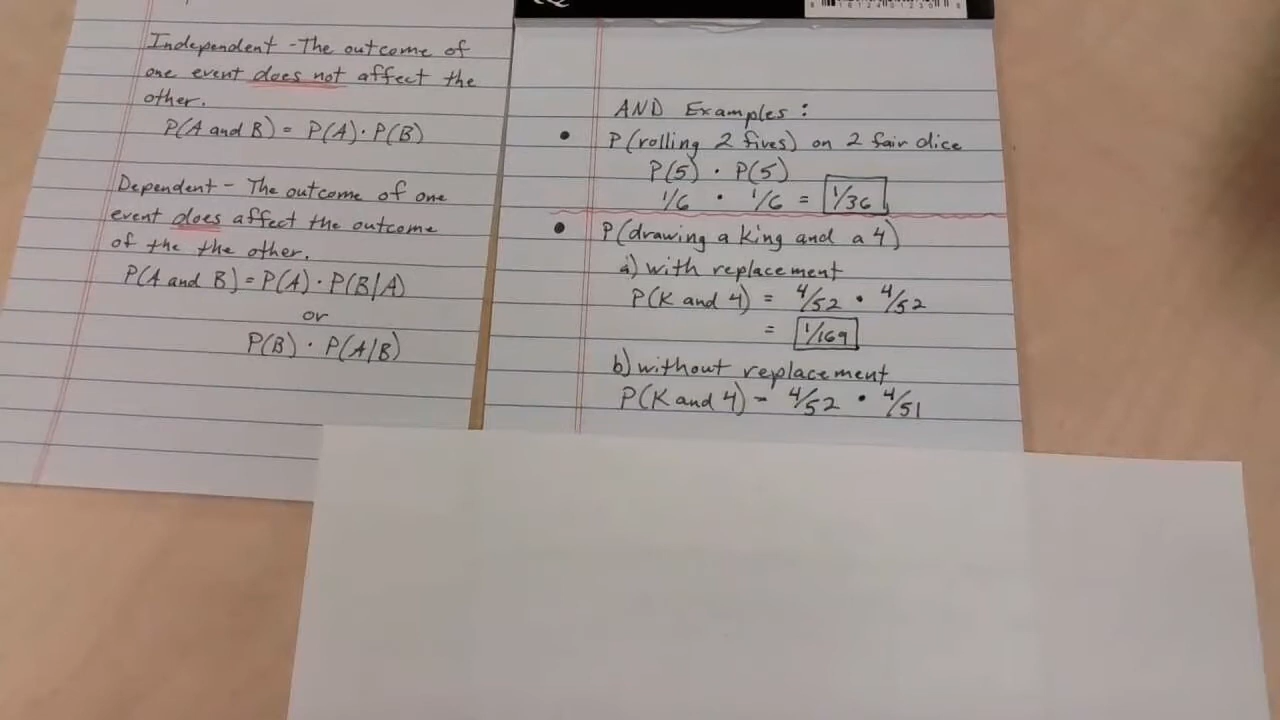 Independent - The outcome of
one event does not affect the
other.
P(A and B) = P(A) · P(B)
Dependent - The outcome of one
event does affect the outcome
of the the other.
P(A and B) = P(A) · P(B|A)
or
P(B) · P(A|B)
AND Examples:
• P(rolling 2 fives) on 2 fair dice
P(5) · P(5)
1/6 · 1/6 = 1/36
• P(drawing a King and a 4)
a) with replacement
P(K and 4) = 4/52 · 4/52
= 1/169
b) without replacement
P(K and 4) = 4/52 · 4/51